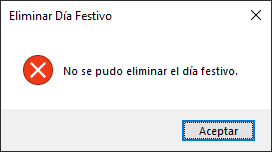 Eliminar Día Festivo
No se pudo eliminar el día festivo.
Aceptar